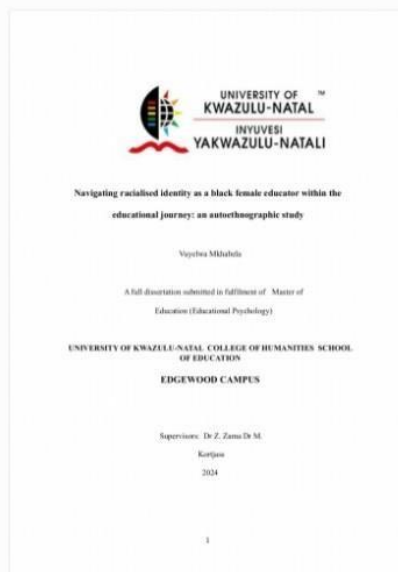 UNIVERSITY OF ™
KWAZULU-NATAL
INYUVESI
YAKWAZULU-NATALI
Navigating racialised identity as a black female educator within the
educational journey: an autoethnographic study
Vuyelwa Mkhabela
A full dissertation submitted in fulfilment of Master of
Education (Educational Psychology)
UNIVERSITY OF KWAZULU-NATAL COLLEGE OF HUMANITIES SCHOOL
OF EDUCATION
EDGEWOOD CAMPUS
Supervisors: Dr Z. Zama Dr M.
2024
1